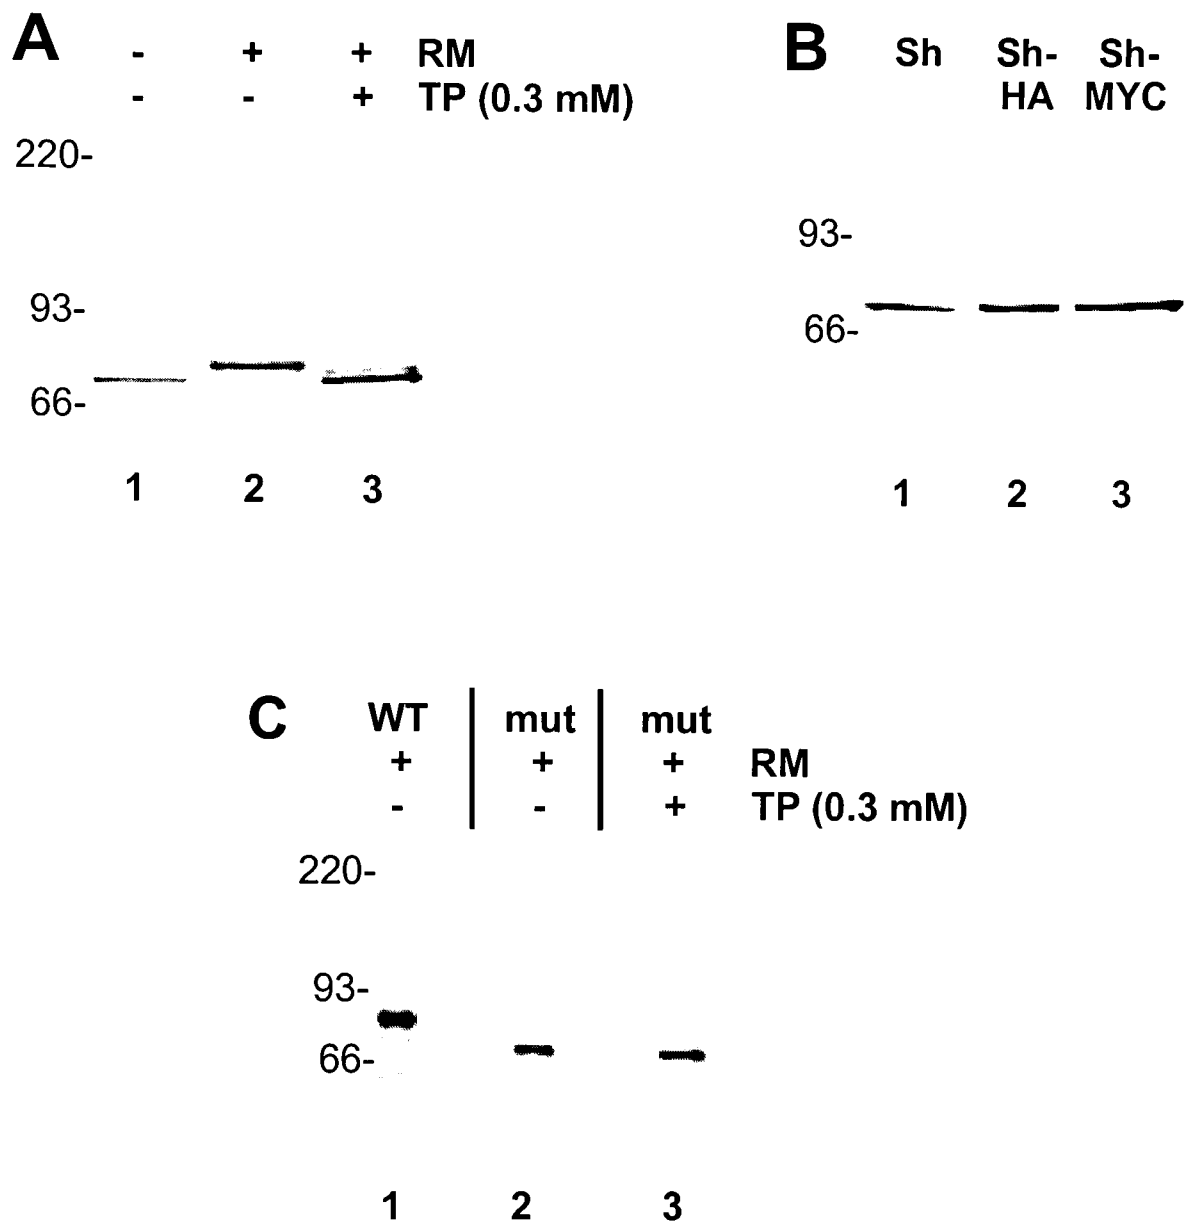 A
- + + RM
- - + TP (0.3 mM)
220-
93-
66-
1 2 3
B
Sh Sh- Sh-
HA MYC
93-
66-
1 2 3
C
WT mut mut
+ + + RM
- - + TP (0.3 mM)
220-
93-
66-
1 2 3